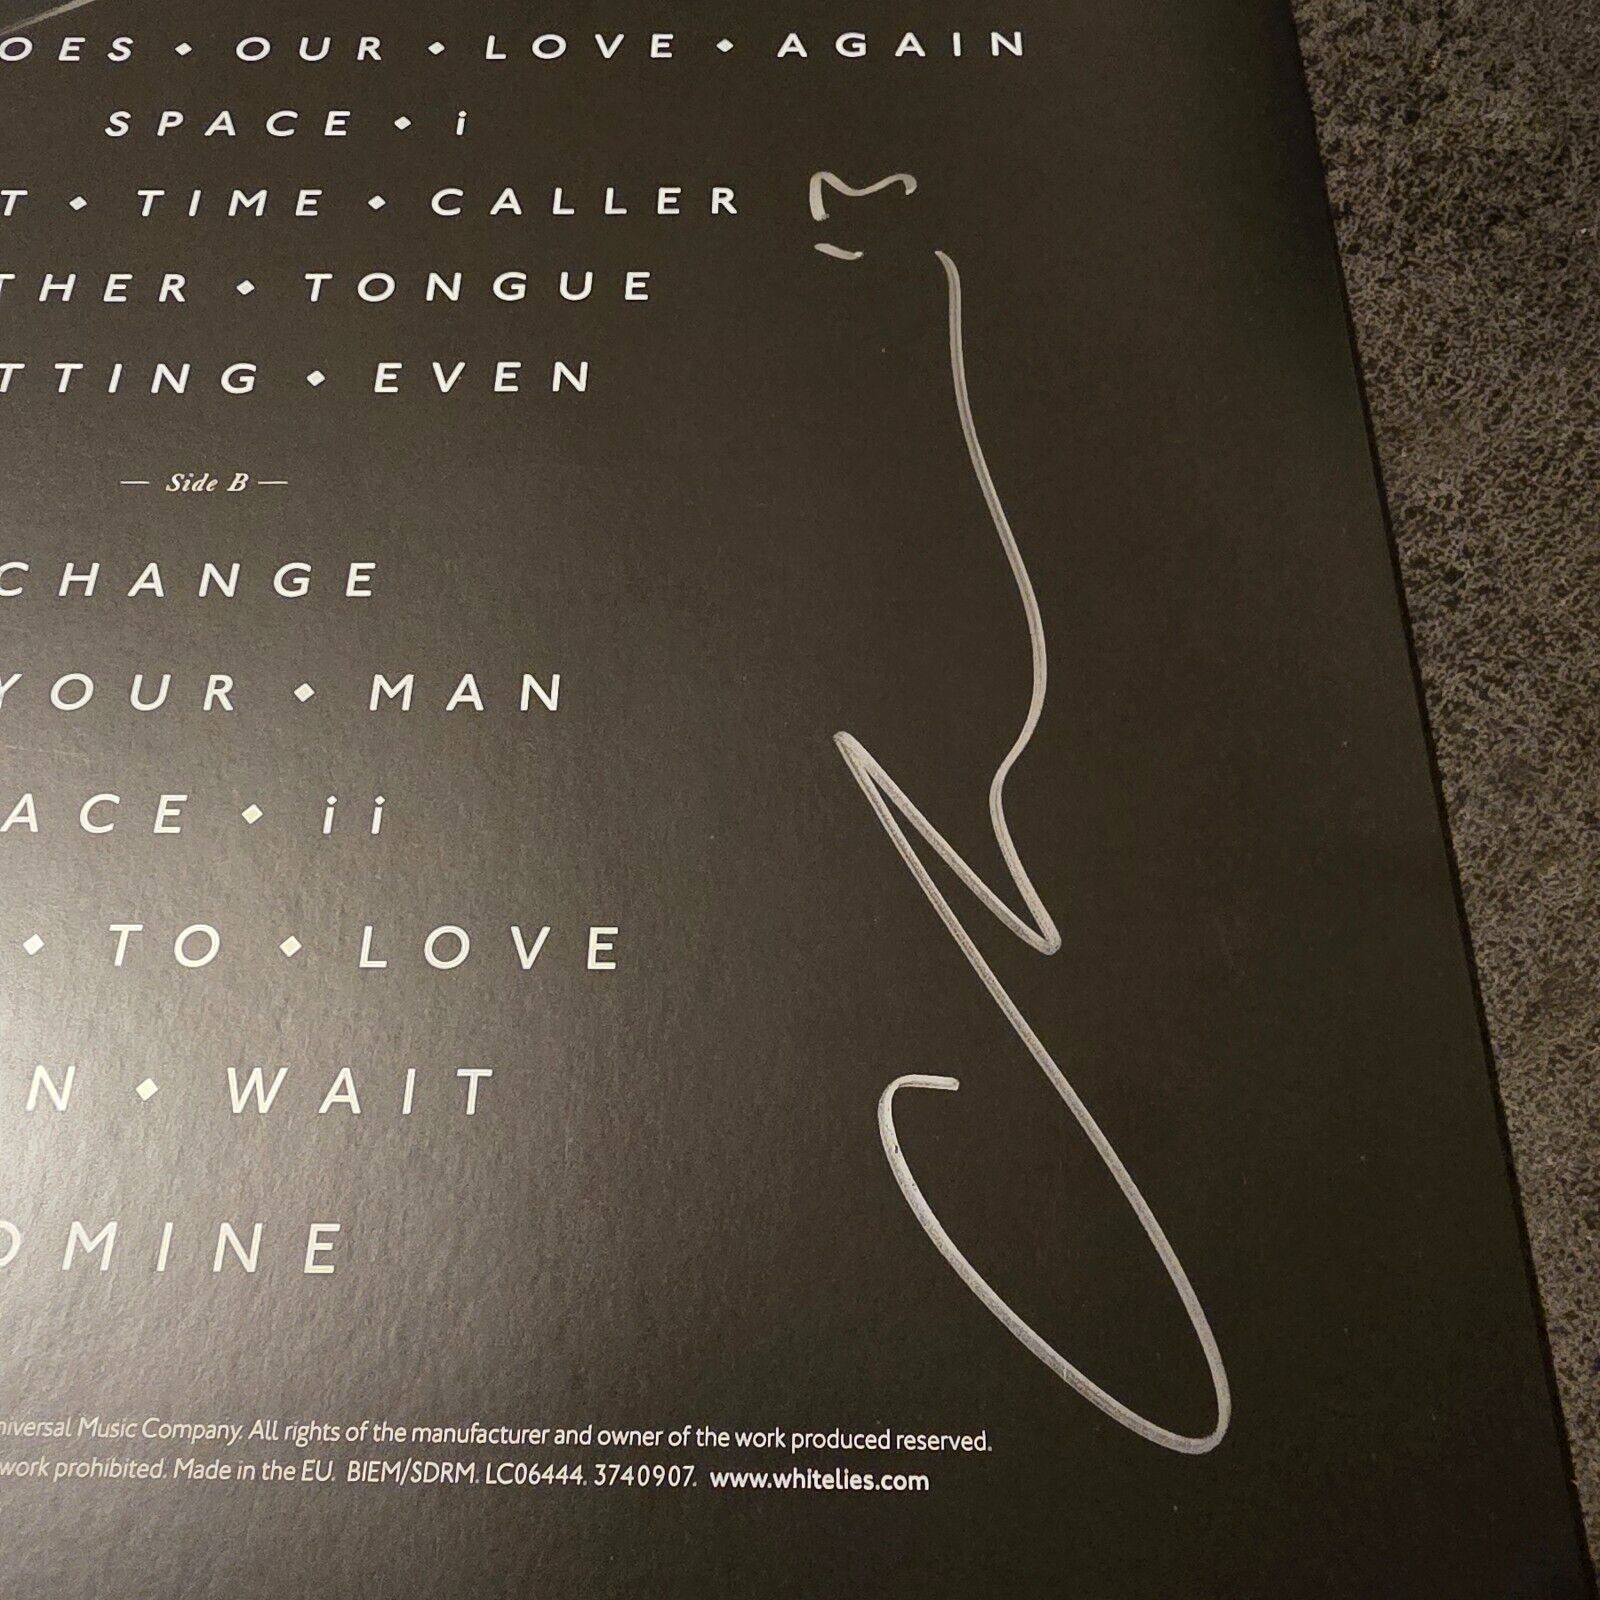 OES ◆ OUR ◆ LOVE ◆ AGAIN
SPACE ◆ i
T ◆ TIME ◆ CALLER
THER ◆ TONGUE
TTING ◆ EVEN
— Side B —
CHANGE
YOUR ◆ MAN
ACE ◆ ii
◆ TO ◆ LOVE
N ◆ WAIT
OMINE
niversal Music Company. All rights of the manufacturer and owner of the work produced reserved.
work prohibited. Made in the EU. BIEM/SDRM. LC06444. 3740907. www.whitelies.com